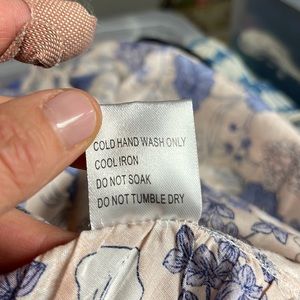 COLD HAND WASH ONLY
COOL IRON
DO NOT SOAK
DO NOT TUMBLE DRY